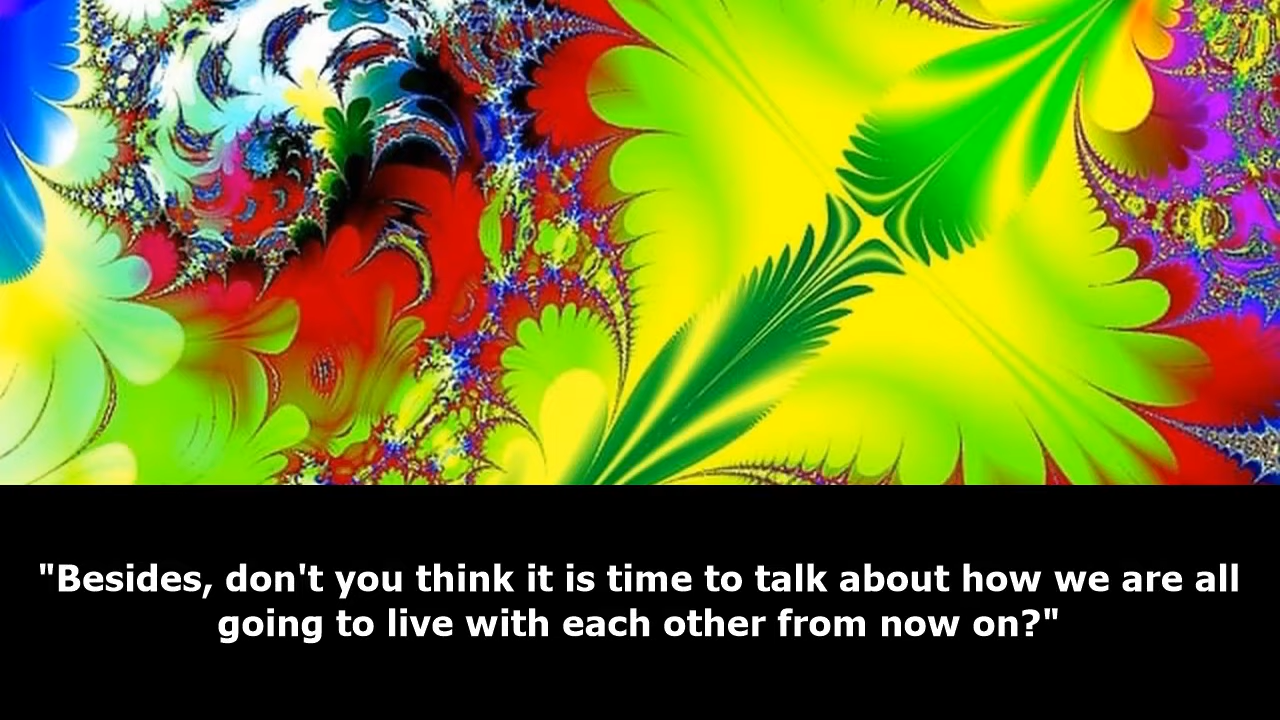 "Besides, don't you think it is time to talk about how we are all
going to live with each other from now on?"